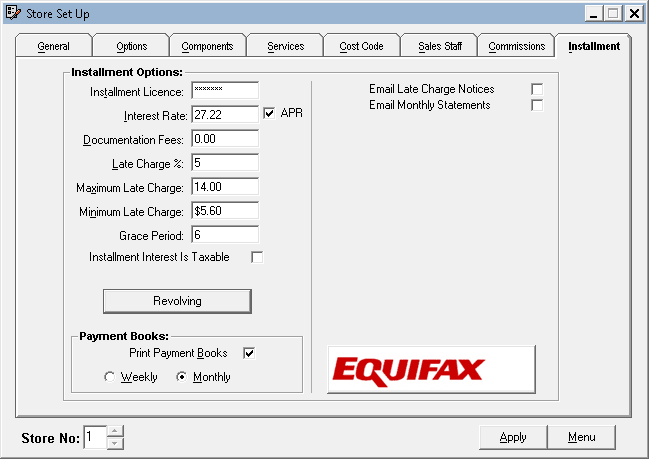 Store Set Up
General Options Components Services Cost Code Sales Staff Commissions Installment
Installment Options:
Installment Licence: *******
Interest Rate: 27.22 APR
Documentation Fees: 0.00
Late Charge %: 5
Maximum Late Charge: 14.00
Minimum Late Charge: $5.60
Grace Period: 6
Installment Interest Is Taxable
Revolving
Payment Books:
Print Payment Books
Weekly Monthly
Email Late Charge Notices
Email Monthly Statements
EQUIFAX
Store No: 1
Apply Menu